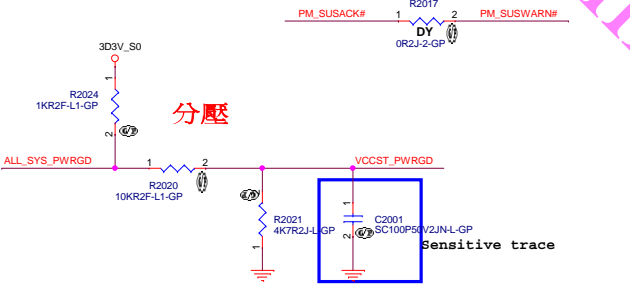 R2017
PM_SUSACK# 1 2 PM_SUSWARN#
DY
0R2J-2-GP
3D3V_S0
1
R2024
1KR2F-L1-GP
2
分壓
ALL_SYS_PWRGD 1 2 VCCST_PWRGD
R2020
10KR2F-L1-GP
R2021
4K7R2J-L-GP
1
1
C2001
SC100P50V2JN-L-GP
2
Sensitive trace